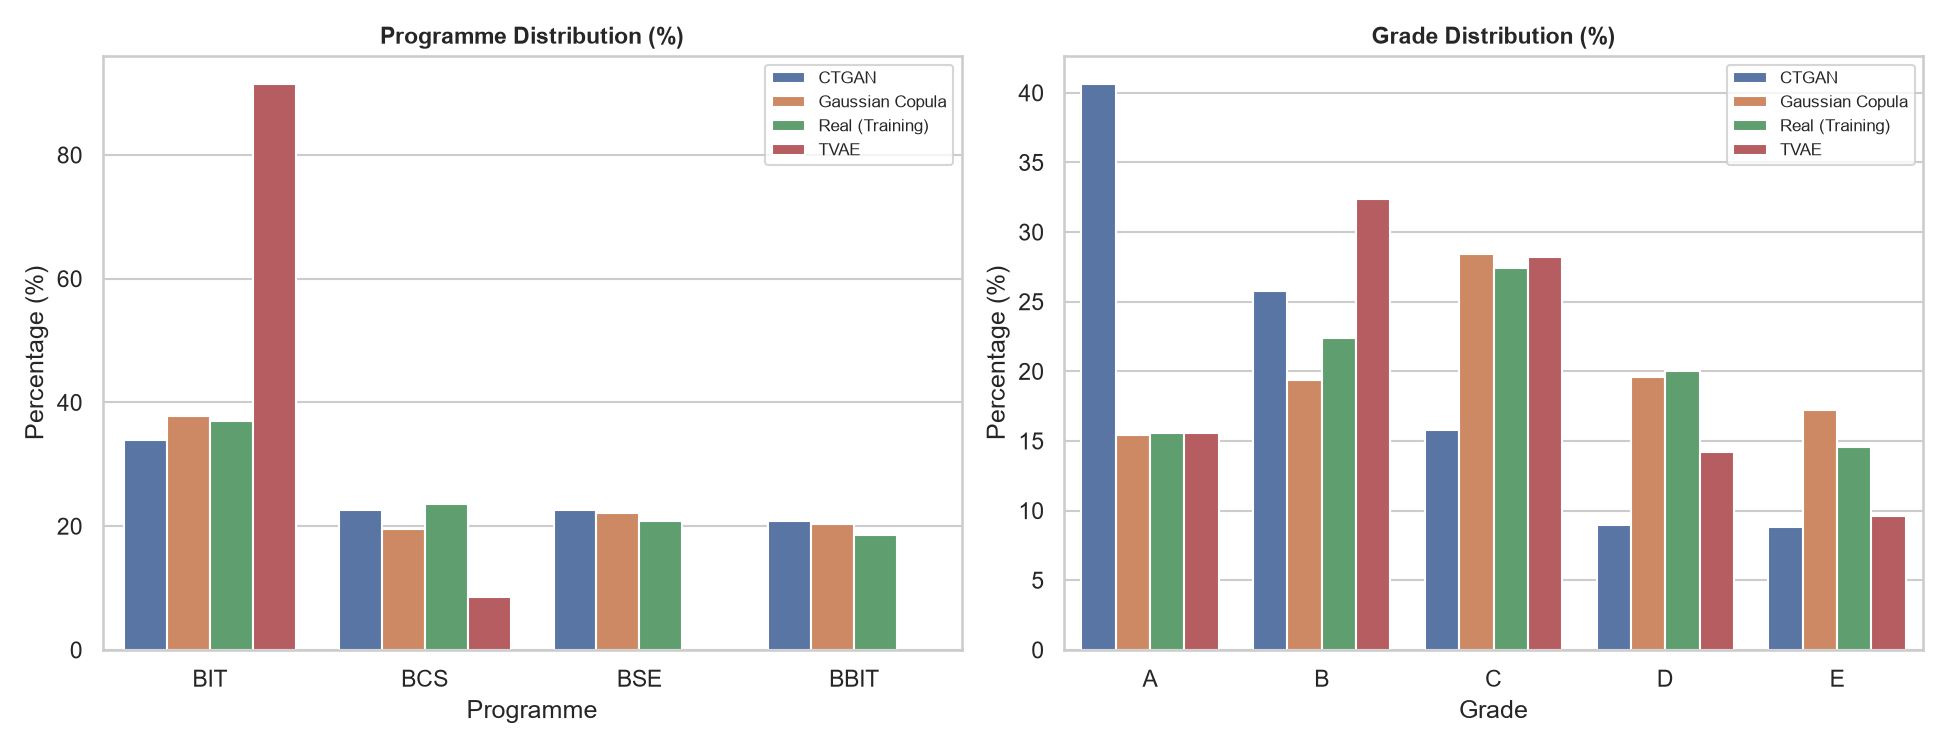 Programme Distribution (%)
CTGAN
Gaussian Copula
Real (Training)
TVAE
Percentage (%)
80
60
40
20
0
BIT
BCS
BSE
BBIT
Programme
Grade Distribution (%)
CTGAN
Gaussian Copula
Real (Training)
TVAE
Percentage (%)
40
35
30
25
20
15
10
5
0
A
B
C
D
E
Grade